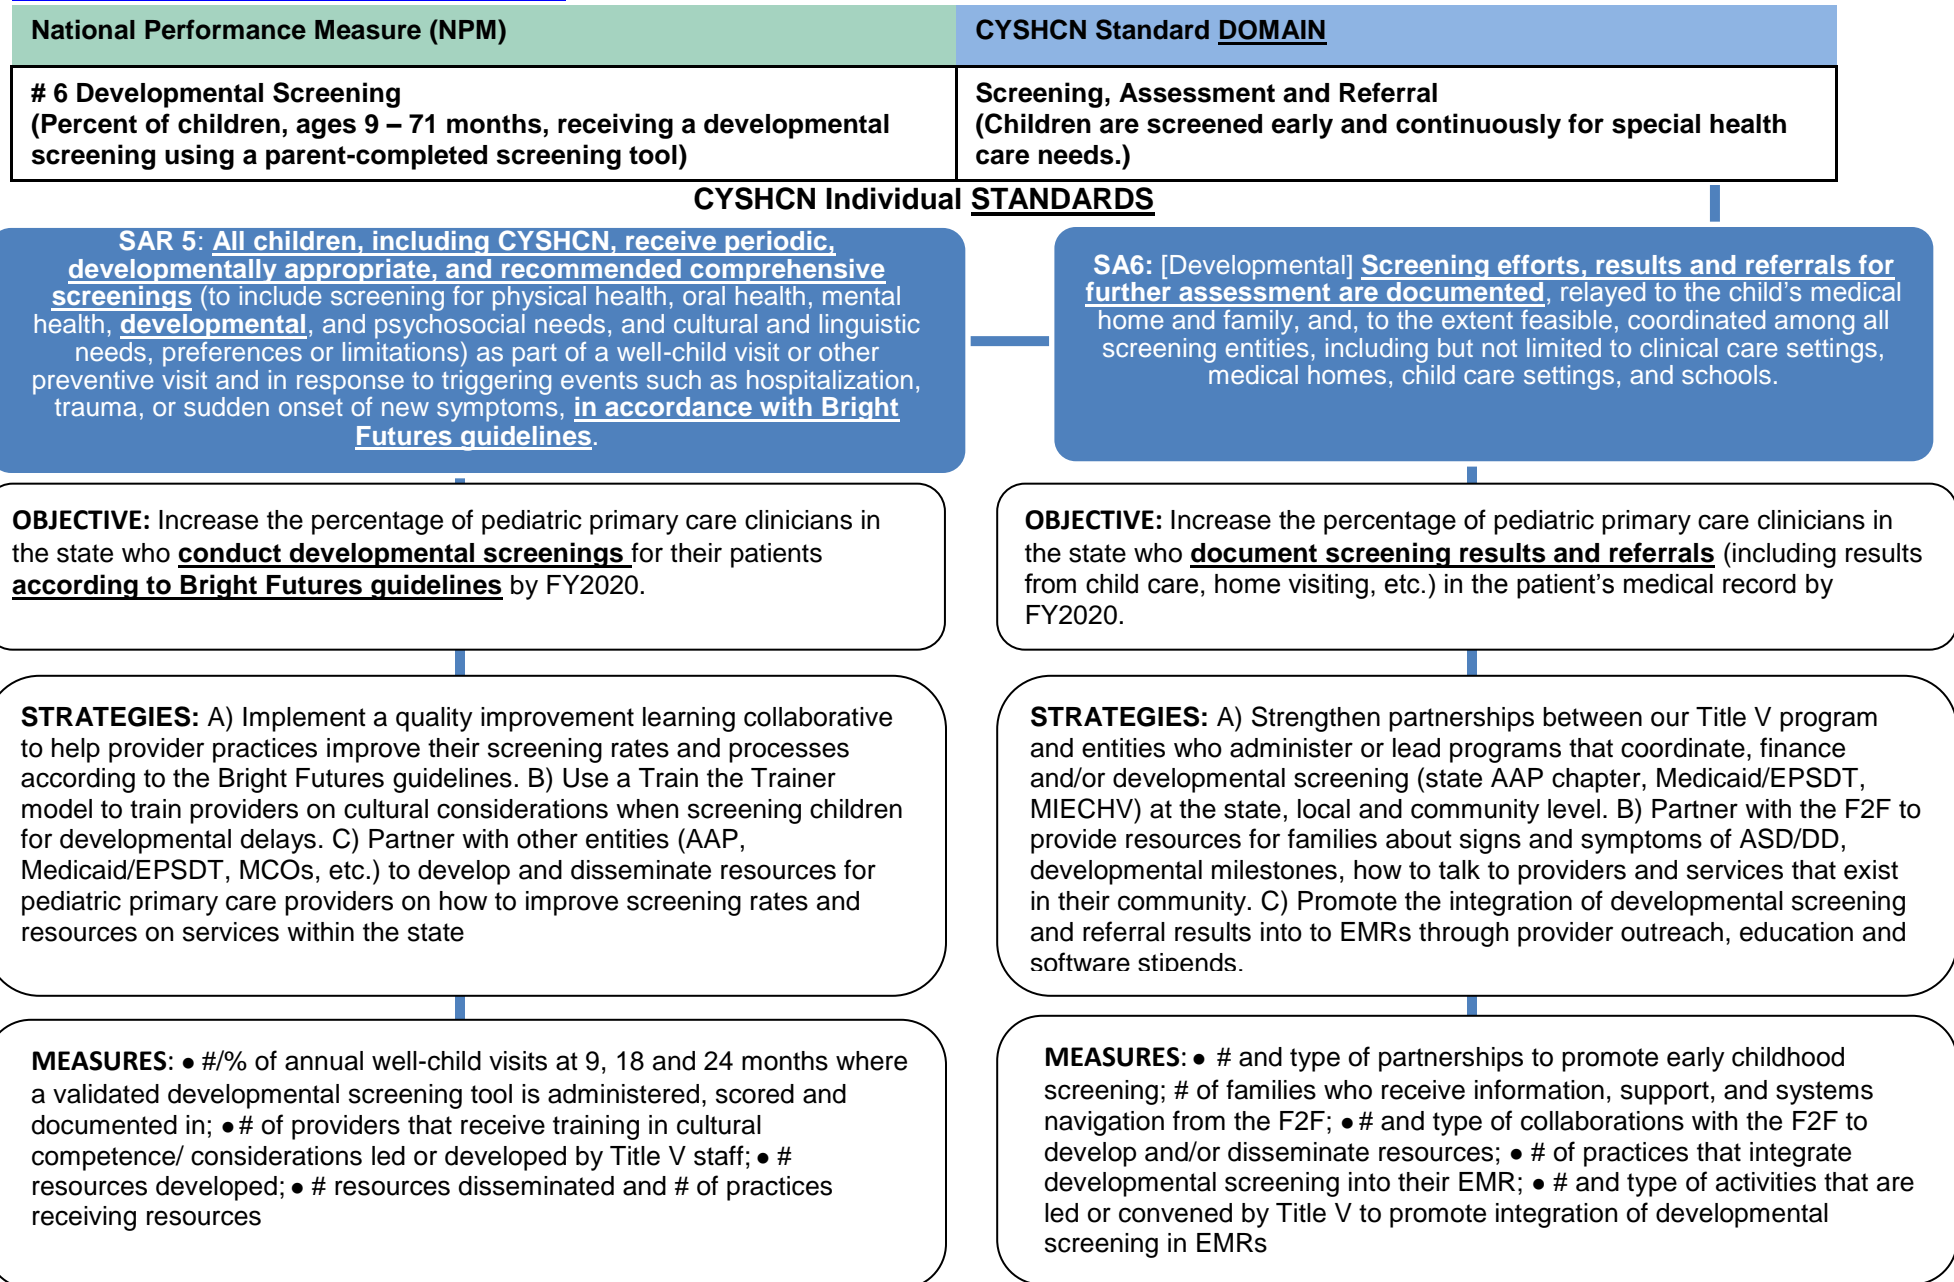 National Performance Measure (NPM)
CYSHCN Standard DOMAIN
# 6 Developmental Screening
(Percent of children, ages 9 – 71 months, receiving a developmental
screening using a parent-completed screening tool)
Screening, Assessment and Referral
(Children are screened early and continuously for special health
care needs.)
CYSHCN Individual STANDARDS
SAR 5: All children, including CYSHCN, receive periodic,
developmentally appropriate, and recommended comprehensive
screenings (to include screening for physical health, oral health, mental
health, developmental, and psychosocial needs, and cultural and linguistic
needs, preferences or limitations) as part of a well-child visit or other
preventive visit and in response to triggering events such as hospitalization,
trauma, or sudden onset of new symptoms, in accordance with Bright
Futures guidelines.
SA6: [Developmental] Screening efforts, results and referrals for
further assessment are documented, relayed to the child’s medical
home and family, and, to the extent feasible, coordinated among all
screening entities, including but not limited to clinical care settings,
medical homes, child care settings, and schools.
OBJECTIVE: Increase the percentage of pediatric primary care clinicians in
the state who conduct developmental screenings for their patients
according to Bright Futures guidelines by FY2020.
OBJECTIVE: Increase the percentage of pediatric primary care clinicians in
the state who document screening results and referrals (including results
from child care, home visiting, etc.) in the patient’s medical record by
FY2020.
STRATEGIES: A) Implement a quality improvement learning collaborative
to help provider practices improve their screening rates and processes
according to the Bright Futures guidelines. B) Use a Train the Trainer
model to train providers on cultural considerations when screening children
for developmental delays. C) Partner with other entities (AAP,
Medicaid/EPSDT, MCOs, etc.) to develop and disseminate resources for
pediatric primary care providers on how to improve screening rates and
resources on services within the state
STRATEGIES: A) Strengthen partnerships between our Title V program
and entities who administer or lead programs that coordinate, finance
and/or developmental screening (state AAP chapter, Medicaid/EPSDT,
MIECHV) at the state, local and community level. B) Partner with the F2F to
provide resources for families about signs and symptoms of ASD/DD,
developmental milestones, how to talk to providers and services that exist
in their community. C) Promote the integration of developmental screening
and referral results into to EMRs through provider outreach, education and
software stipends.
MEASURES: ● #/% of annual well-child visits at 9, 18 and 24 months where
a validated developmental screening tool is administered, scored and
documented in; ● # of providers that receive training in cultural
competence/ considerations led or developed by Title V staff; ● #
resources developed; ● # resources disseminated and # of practices
receiving resources
MEASURES: ● # and type of partnerships to promote early childhood
screening; # of families who receive information, support, and systems
navigation from the F2F; ● # and type of collaborations with the F2F to
develop and/or disseminate resources; ● # of practices that integrate
developmental screening into their EMR; ● # and type of activities that are
led or convened by Title V to promote integration of developmental
screening in EMRs